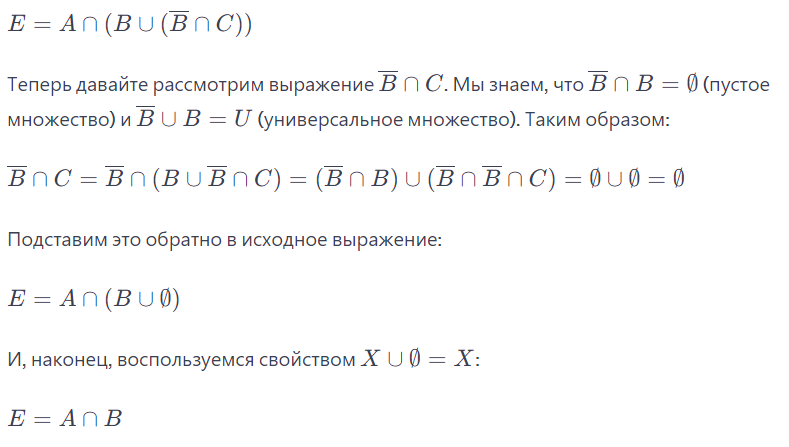 E = A ∩ (B ∪ (B̅ ∩ C))
Теперь давайте рассмотрим выражение B̅ ∩ C. Мы знаем, что B̅ ∩ B = ∅ (пустое
множество) и B̅ ∪ B = U (универсальное множество). Таким образом:
B̅ ∩ C = B̅ ∩ (B ∪ B̅ ∩ C) = (B̅ ∩ B) ∪ (B̅ ∩ B̅ ∩ C) = ∅ ∪ ∅ = ∅
Подставим это обратно в исходное выражение:
E = A ∩ (B ∪ ∅)
И, наконец, воспользуемся свойством X ∪ ∅ = X:
E = A ∩ B